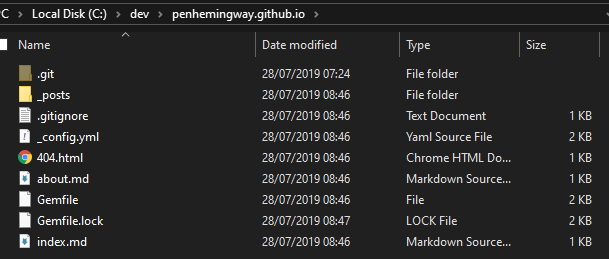 PC › Local Disk (C:) › dev › penhemingway.github.io ›
Name Date modified Type Size
.git 28/07/2019 07:24 File folder
_posts 28/07/2019 08:46 File folder
.gitignore 28/07/2019 08:46 Text Document 1 KB
_config.yml 28/07/2019 08:46 Yaml Source File 2 KB
404.html 28/07/2019 08:46 Chrome HTML Do... 1 KB
about.md 28/07/2019 08:46 Markdown Source... 1 KB
Gemfile 28/07/2019 08:46 File 2 KB
Gemfile.lock 28/07/2019 08:47 LOCK File 2 KB
index.md 28/07/2019 08:46 Markdown Source... 1 KB